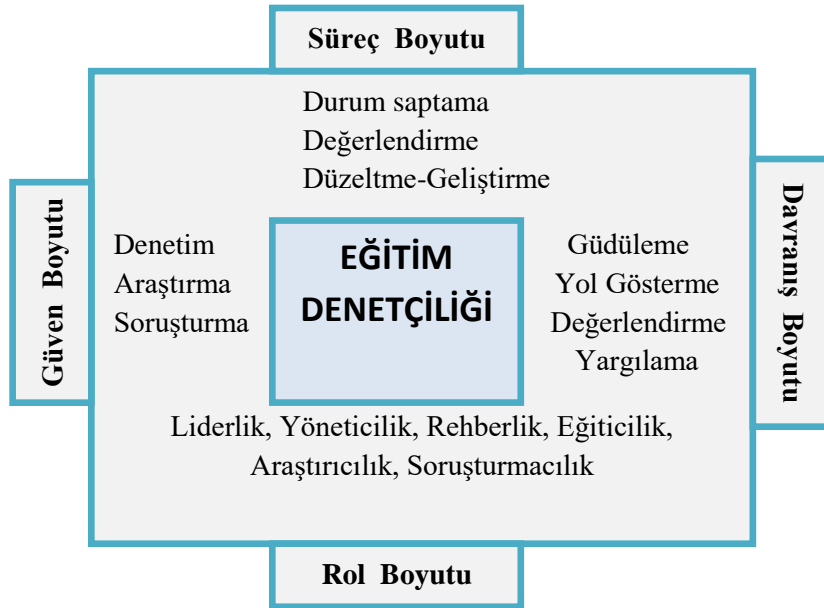 Süreç Boyutu
Durum saptama
Değerlendirme
Düzeltme-Geliştirme
Güven Boyutu
Denetim
Araştırma
Soruşturma
EĞİTİM
DENETÇİLİĞİ
Güdüleme
Yol Gösterme
Değerlendirme
Yargılama
Davranış Boyutu
Liderlik, Yöneticilik, Rehberlik, Eğiticilik,
Araştırıcılık, Soruşturmacılık
Rol Boyutu